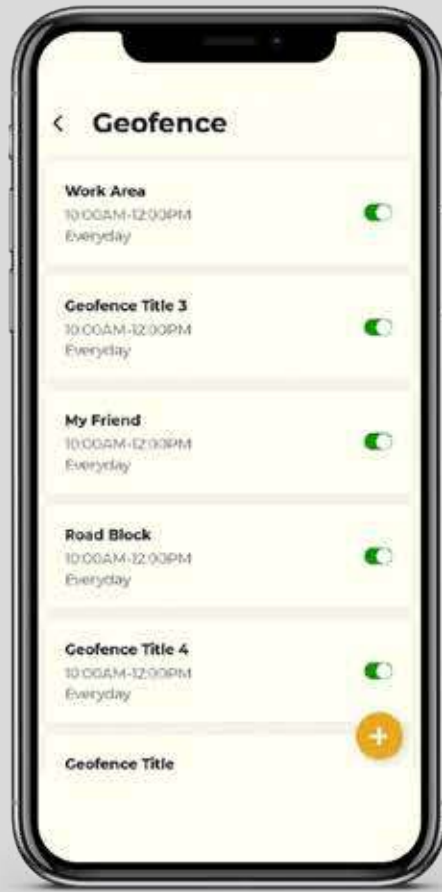 Geofence
Work Area
10:00AM-12:00PM
Everyday
Geofence Title 3
10:00AM-12:00PM
Everyday
My Friend
10:00AM-12:00PM
Everyday
Road Block
10:00AM-12:00PM
Everyday
Geofence Title 4
10:00AM-12:00PM
Everyday
Geofence Title